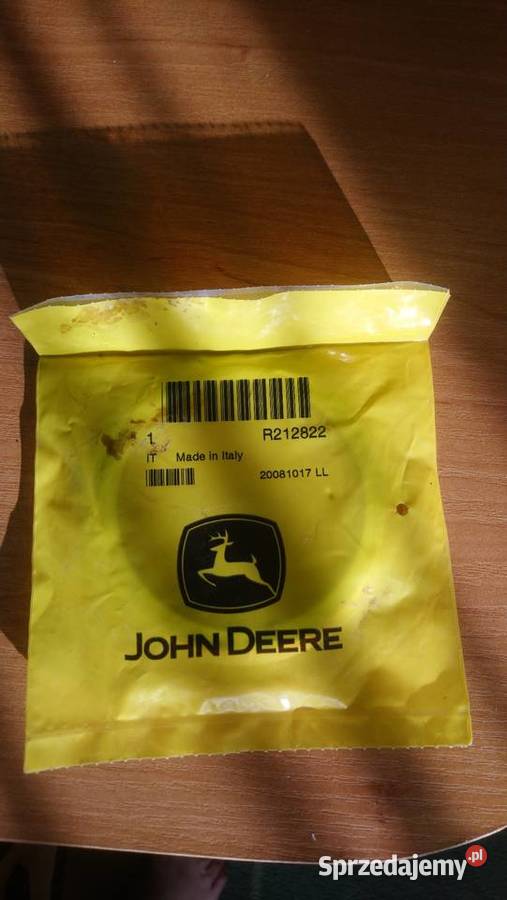 1 R212822
IT Made in Italy
20081017 LL
JOHN DEERE
Sprzedajemy.pl